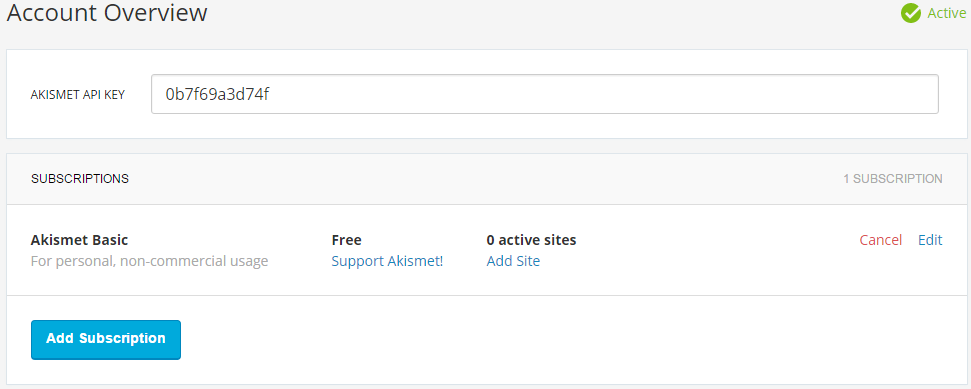 Account Overview
Active
AKISMET API KEY
0b7f69a3d74f
SUBSCRIPTIONS
1 SUBSCRIPTION
Akismet Basic Free 0 active sites Cancel Edit
For personal, non-commercial usage Support Akismet! Add Site
Add Subscription